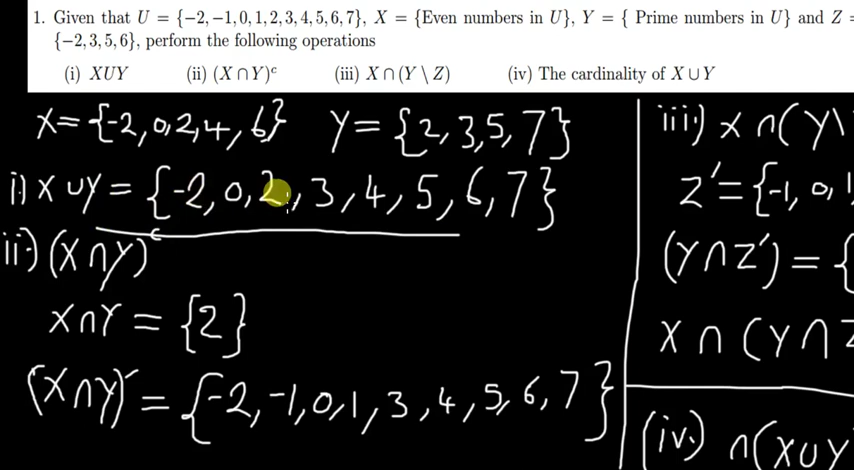 1. Given that U = {−2, −1, 0, 1, 2, 3, 4, 5, 6, 7}, X = {Even numbers in U}, Y = { Prime numbers in U} and Z =
{−2, 3, 5, 6}, perform the following operations
(i) XUY (ii) (X ∩ Y)ᶜ (iii) X ∩ (Y \ Z) (iv) The cardinality of X ∪ Y
X = {-2, 0, 2, 4, 6} Y = {2, 3, 5, 7}
i) X ∪ Y = {-2, 0, 2, 3, 4, 5, 6, 7}
ii) (X ∩ Y)ᶜ
X ∩ Y = {2}
(X ∩ Y)′ = {-2, -1, 0, 1, 3, 4, 5, 6, 7}
iii) X ∩ (Y \
Z′ = {-1, 0, 1
(Y ∩ Z′) = {
X ∩ (Y ∩ Z
(iv) n(X ∪ Y